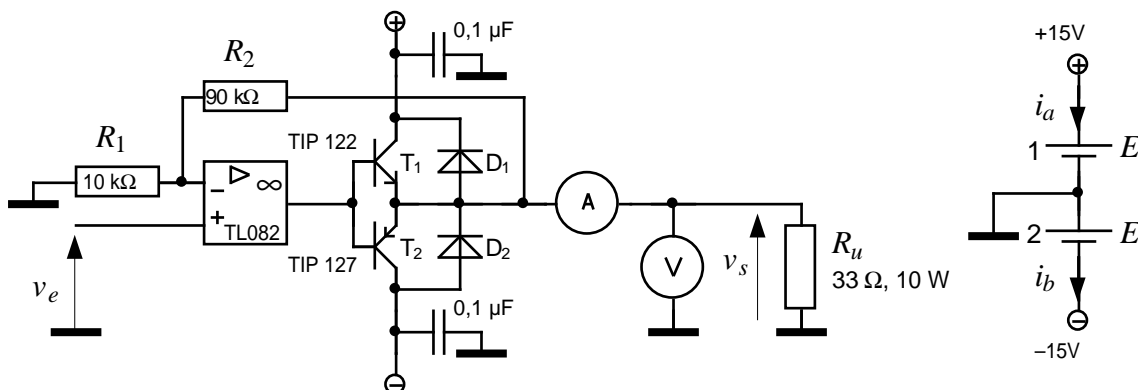 0,1 µF
+15V
R2
90 kΩ
TIP 122
R1
10 kΩ
T1
D1
ia
1
E
∞
−
+
TL082
A
TIP 127
T2
D2
V
vs
Ru
33 Ω, 10 W
2
E
ve
ib
0,1 µF
−15V